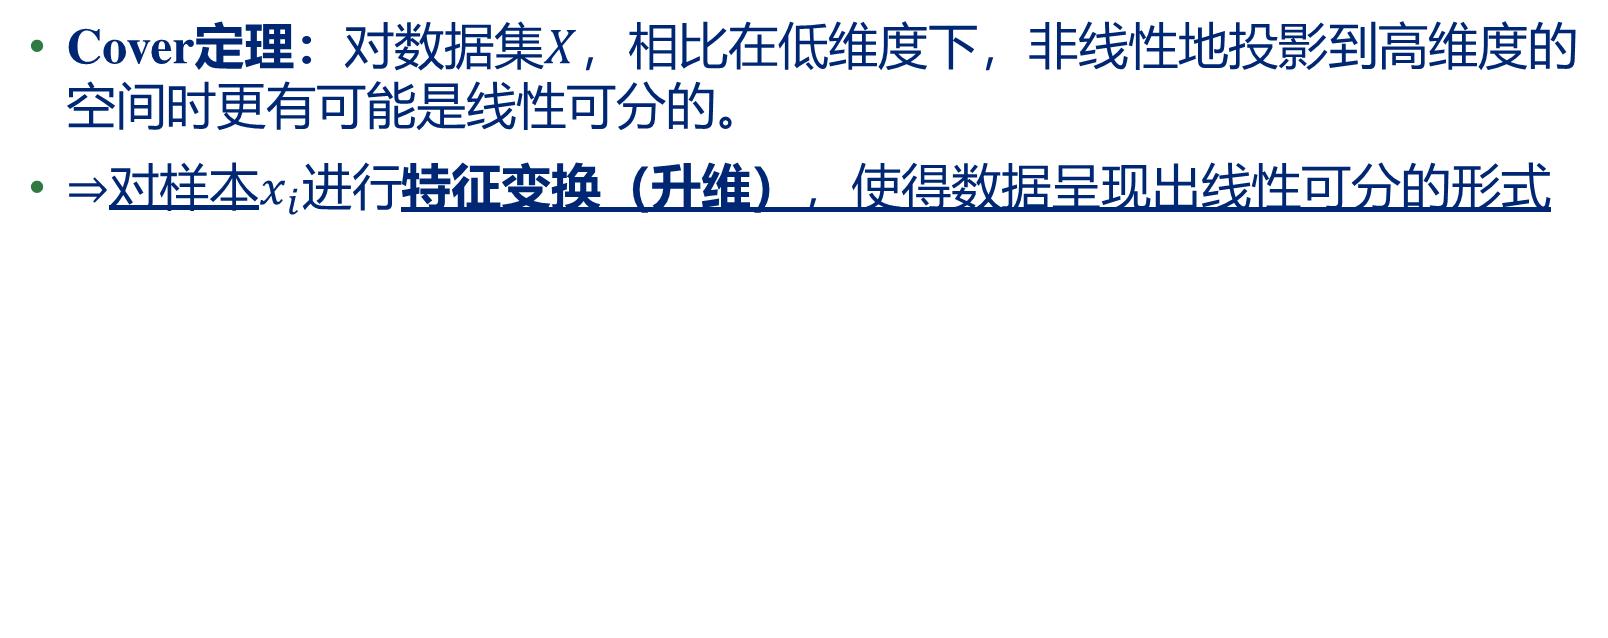 • Cover定理：对数据集X，相比在低维度下，非线性地投影到高维度的
空间时更有可能是线性可分的。
• ⇒对样本xᵢ进行特征变换（升维），使得数据呈现出线性可分的形式